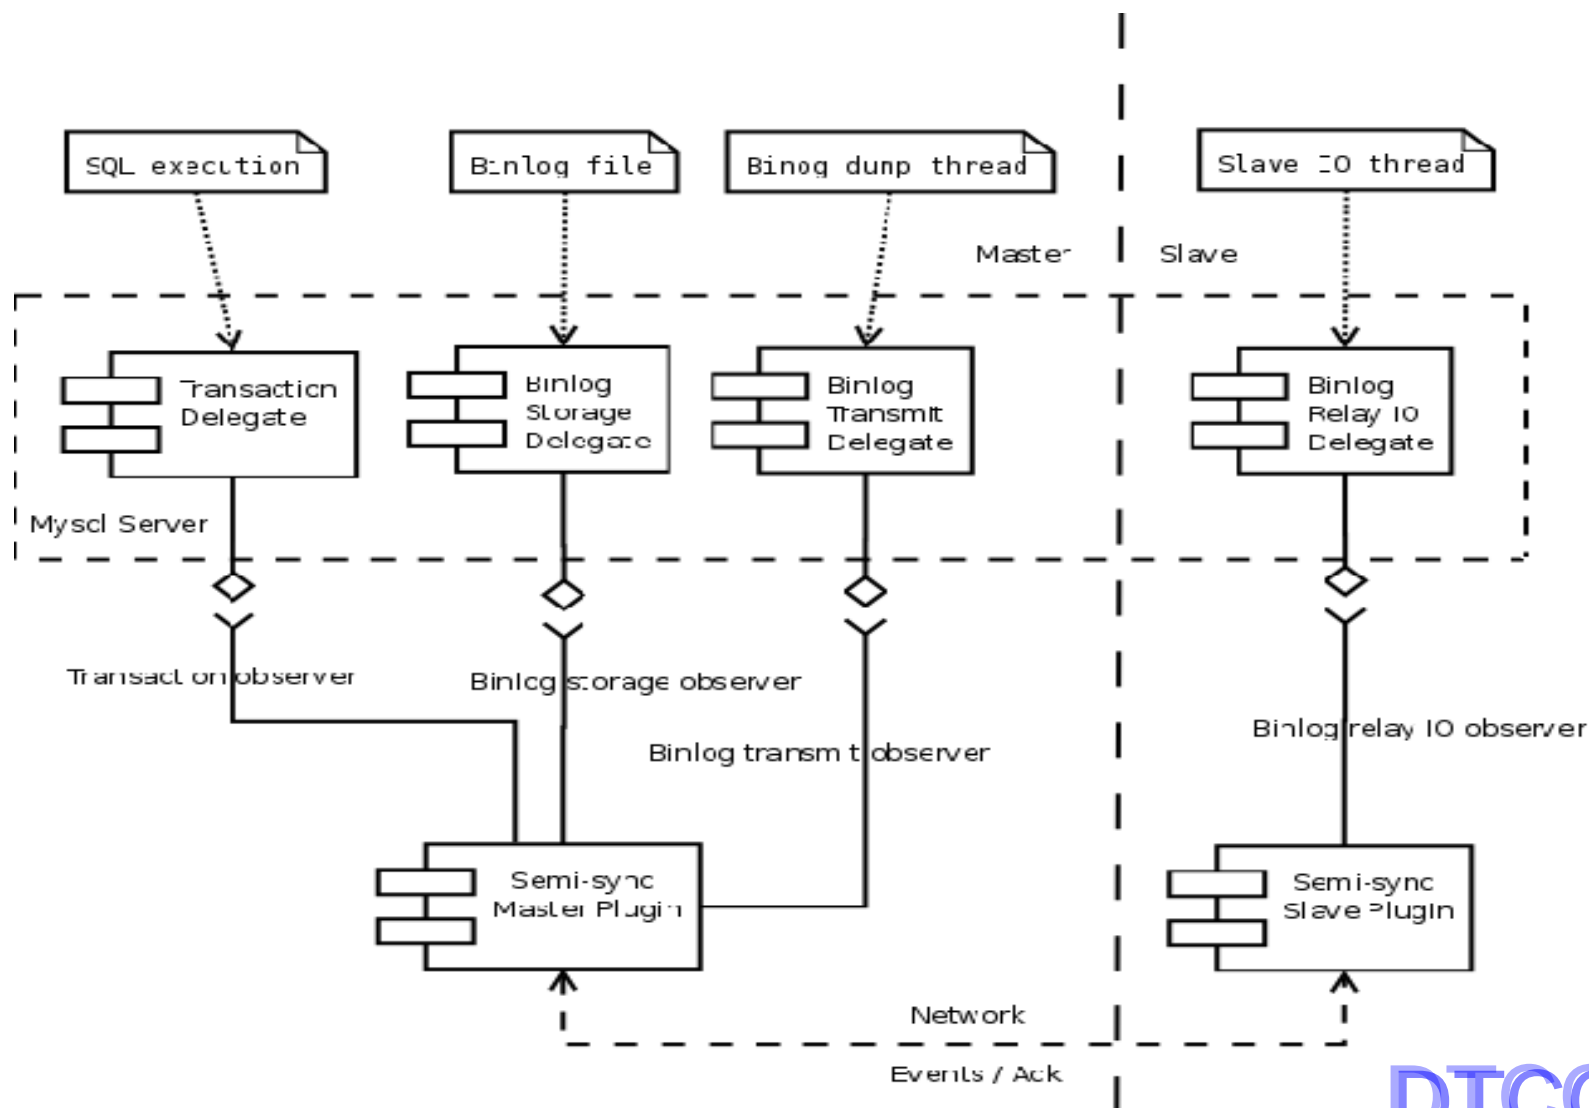 SQL execution
Binlog file
Binog dump thread
Slave IO thread
Master
Slave
Transaction
Delegate
Binlog
Storage
Delegate
Binlog
Transmit
Delegate
Binlog
Relay IO
Delegate
Mysql Server
Transaction observer
Binlog storage observer
Binlog transmit observer
Binlog relay IO observer
Semi-sync
Master Plugin
Semi-sync
Slave Plugin
Network
Events / Ack